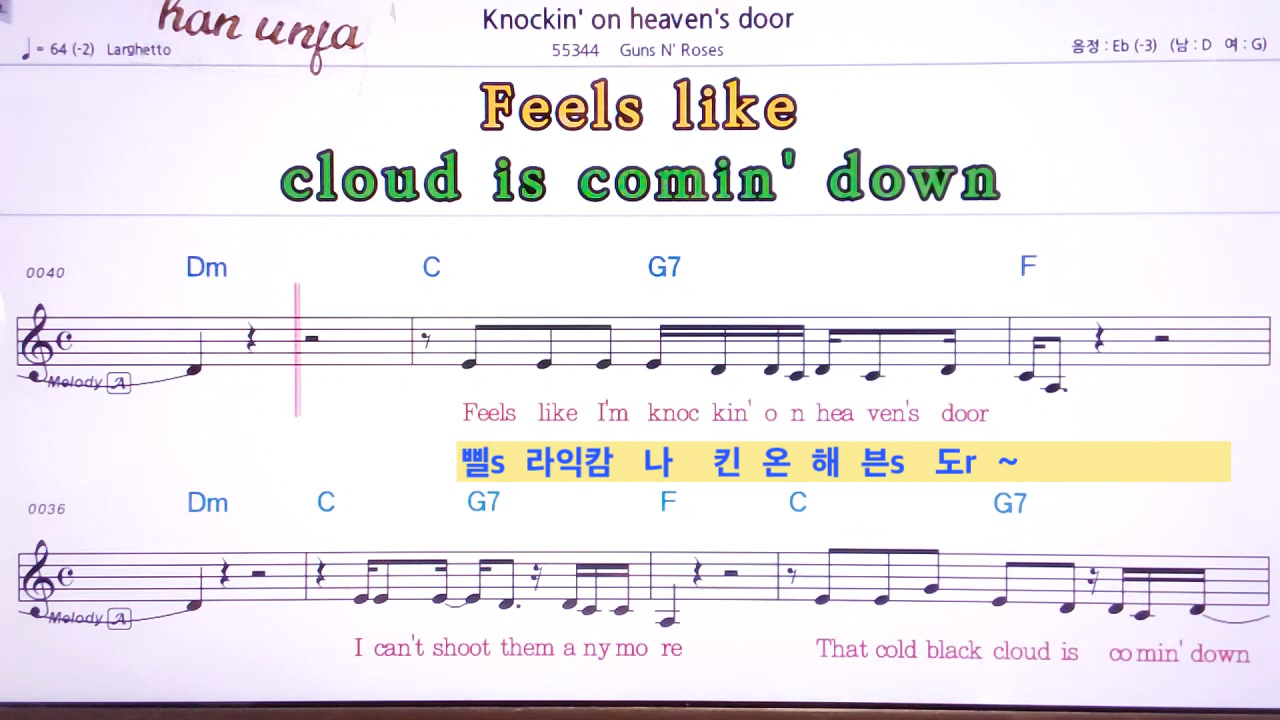 han unfa
Knockin' on heaven's door
♩ = 64 (-2) Larghetto
55344 Guns N' Roses
음정 : Eb (-3) (남 : D 여 : G)
Feels like
cloud is comin' down
0040
Dm C G7 F
Melody A
Feels like I'm knoc kin' o n hea ven's door
삘s 라익캄 나 킨 온 해 븐s 도r ~
0036
Dm C G7 F C G7
Melody A
I can't shoot them a ny mo re That cold black cloud is co min' down